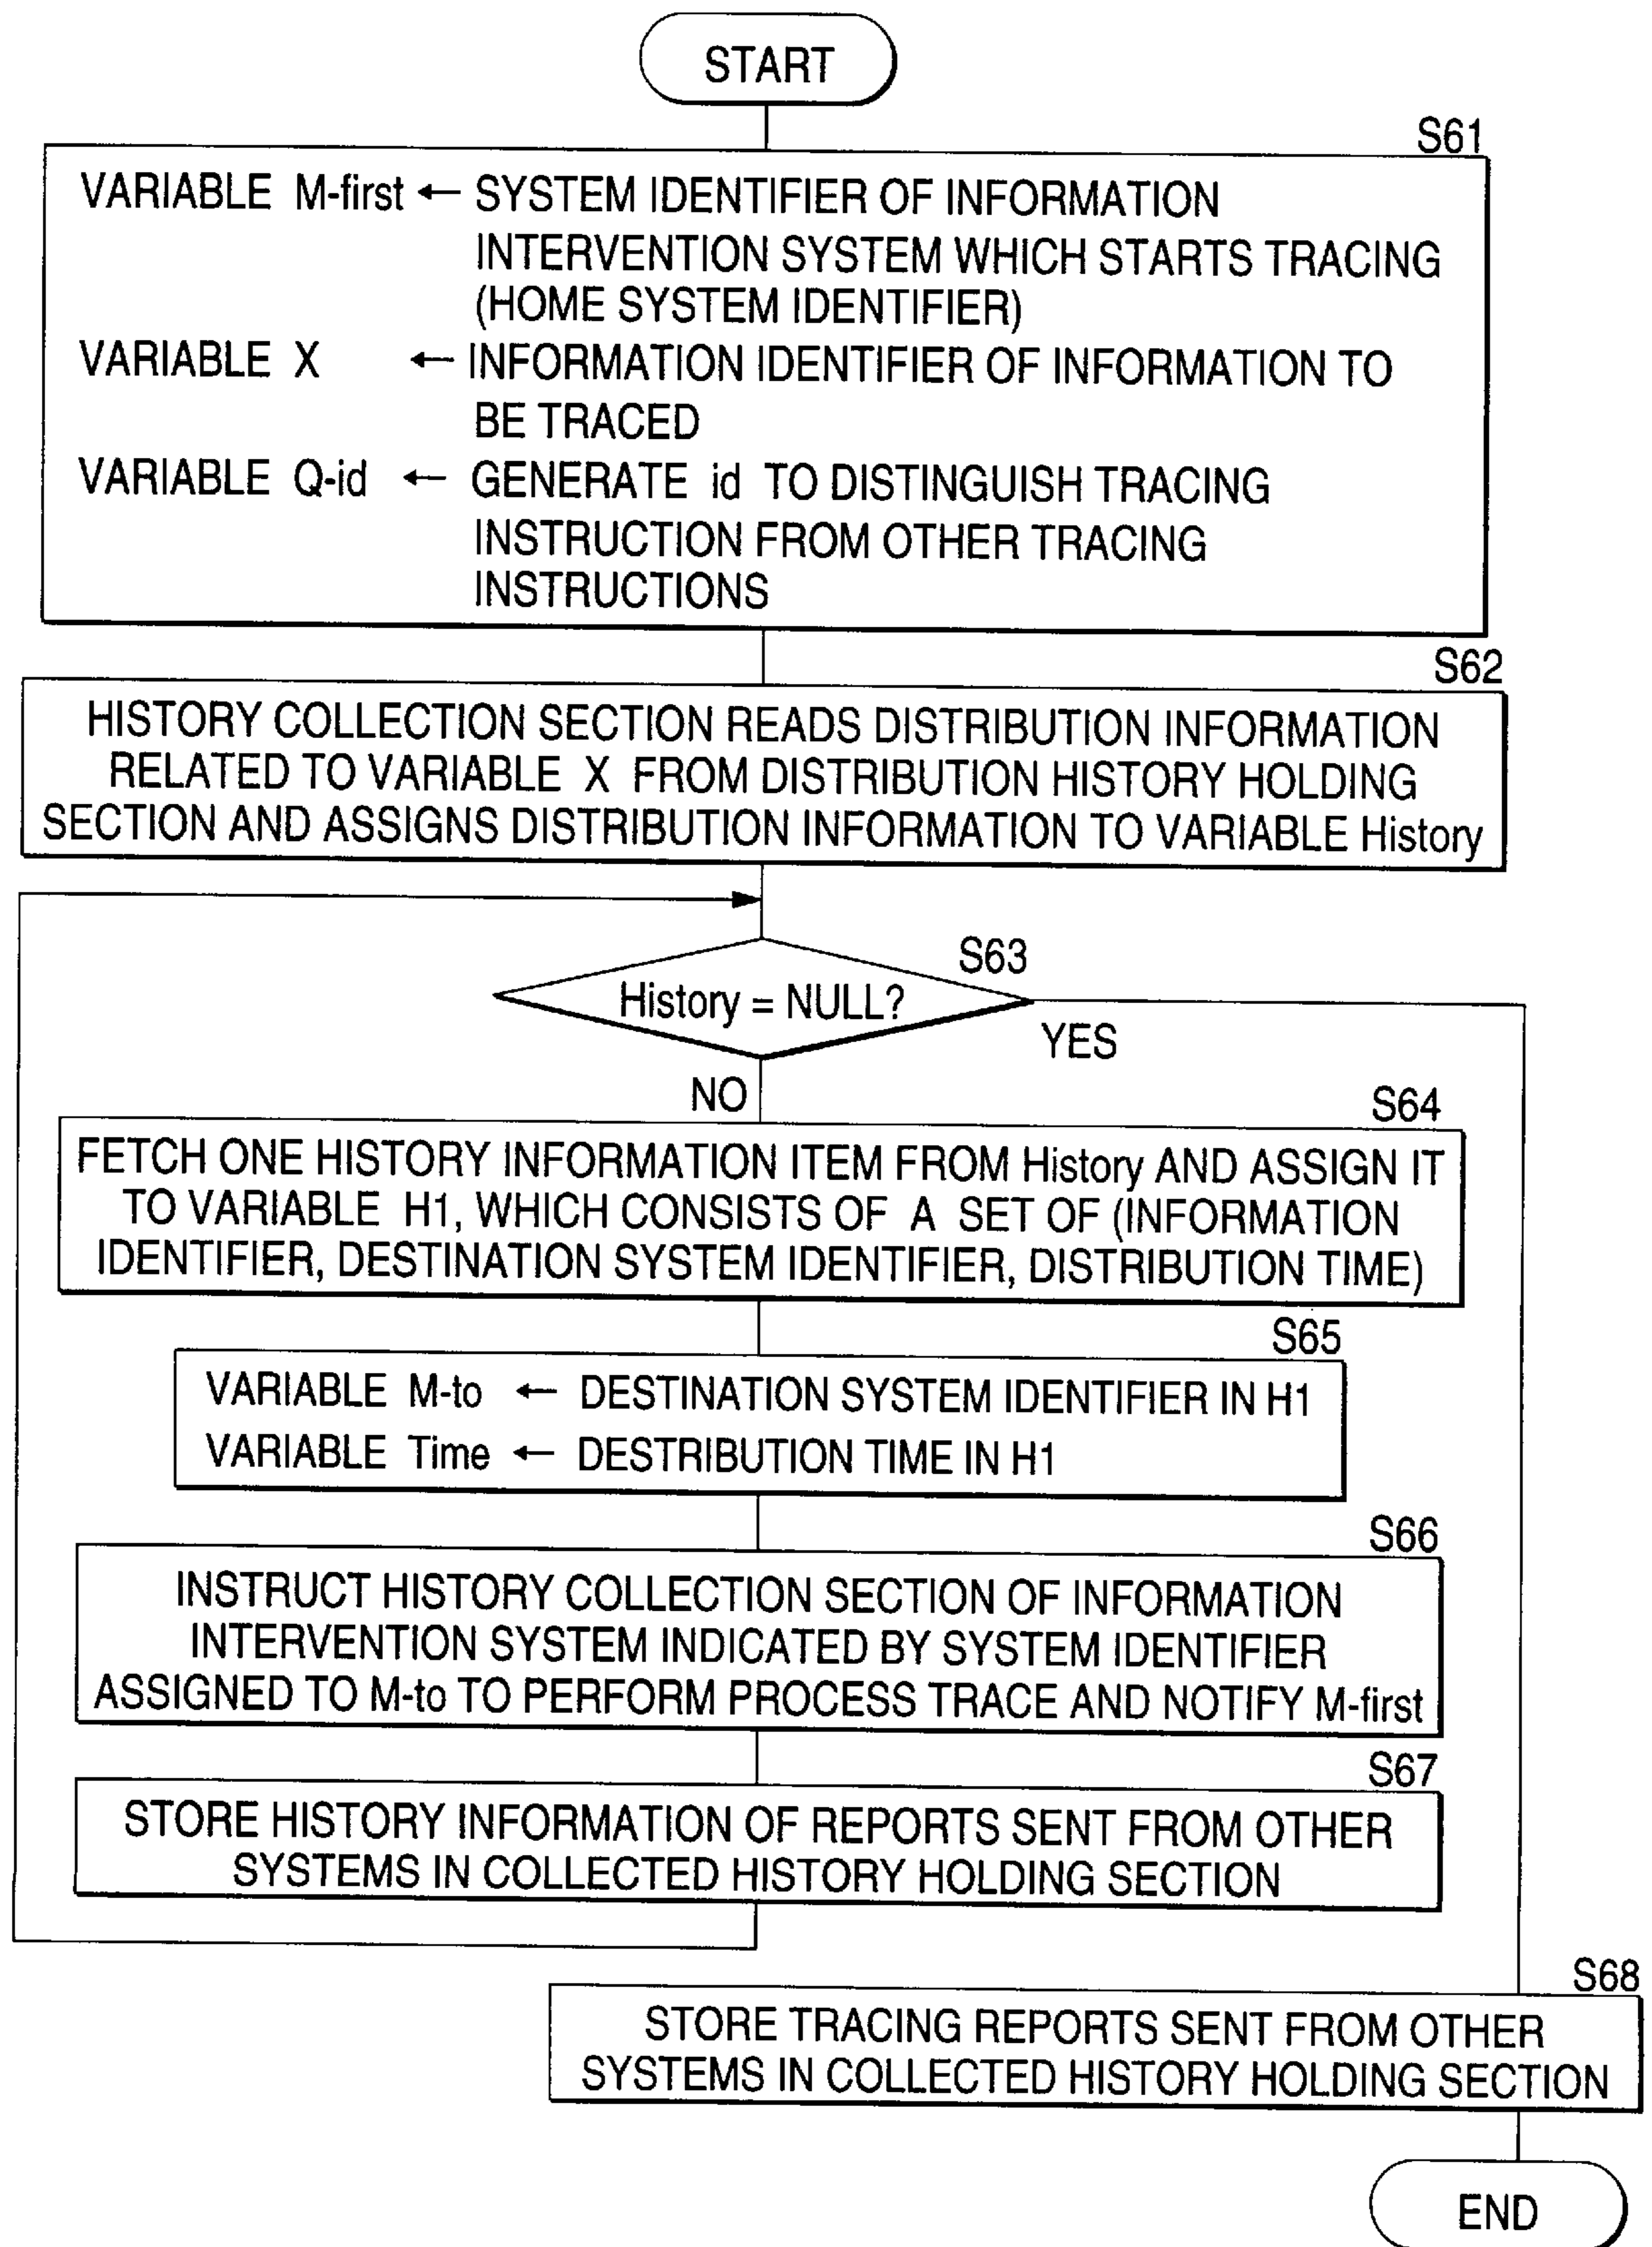 START
S61
VARIABLE M-first ← SYSTEM IDENTIFIER OF INFORMATION
INTERVENTION SYSTEM WHICH STARTS TRACING
(HOME SYSTEM IDENTIFIER)
VARIABLE X ← INFORMATION IDENTIFIER OF INFORMATION TO
BE TRACED
VARIABLE Q-id ← GENERATE id TO DISTINGUISH TRACING
INSTRUCTION FROM OTHER TRACING
INSTRUCTIONS
S62
HISTORY COLLECTION SECTION READS DISTRIBUTION INFORMATION
RELATED TO VARIABLE X FROM DISTRIBUTION HISTORY HOLDING
SECTION AND ASSIGNS DISTRIBUTION INFORMATION TO VARIABLE History
S63
History = NULL?
YES
NO
S64
FETCH ONE HISTORY INFORMATION ITEM FROM History AND ASSIGN IT
TO VARIABLE H1, WHICH CONSISTS OF A SET OF (INFORMATION
IDENTIFIER, DESTINATION SYSTEM IDENTIFIER, DISTRIBUTION TIME)
S65
VARIABLE M-to ← DESTINATION SYSTEM IDENTIFIER IN H1
VARIABLE Time ← DESTRIBUTION TIME IN H1
S66
INSTRUCT HISTORY COLLECTION SECTION OF INFORMATION
INTERVENTION SYSTEM INDICATED BY SYSTEM IDENTIFIER
ASSIGNED TO M-to TO PERFORM PROCESS TRACE AND NOTIFY M-first
S67
STORE HISTORY INFORMATION OF REPORTS SENT FROM OTHER
SYSTEMS IN COLLECTED HISTORY HOLDING SECTION
S68
STORE TRACING REPORTS SENT FROM OTHER
SYSTEMS IN COLLECTED HISTORY HOLDING SECTION
END